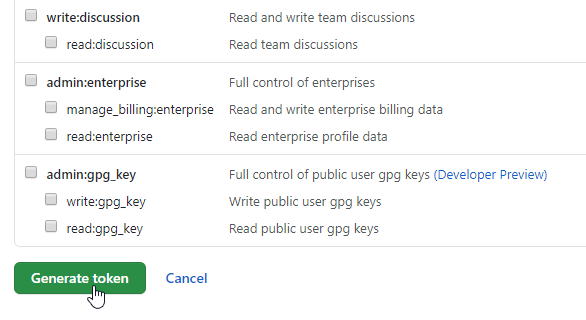 write:discussion Read and write team discussions
read:discussion Read team discussions
admin:enterprise Full control of enterprises
manage_billing:enterprise Read and write enterprise billing data
read:enterprise Read enterprise profile data
admin:gpg_key Full control of public user gpg keys (Developer Preview)
write:gpg_key Write public user gpg keys
read:gpg_key Read public user gpg keys
Generate token Cancel